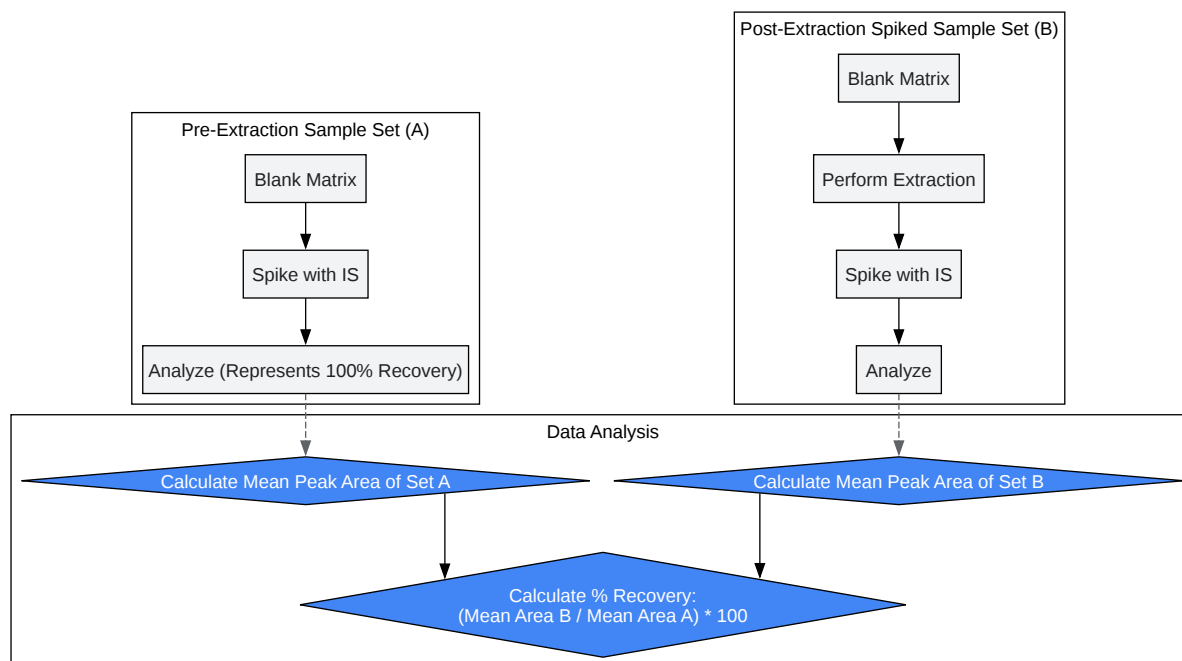 Pre-Extraction Sample Set (A)
Blank Matrix
Spike with IS
Analyze (Represents 100% Recovery)
Post-Extraction Spiked Sample Set (B)
Blank Matrix
Perform Extraction
Spike with IS
Analyze
Data Analysis
Calculate Mean Peak Area of Set A
Calculate Mean Peak Area of Set B
Calculate % Recovery:
(Mean Area B / Mean Area A) * 100